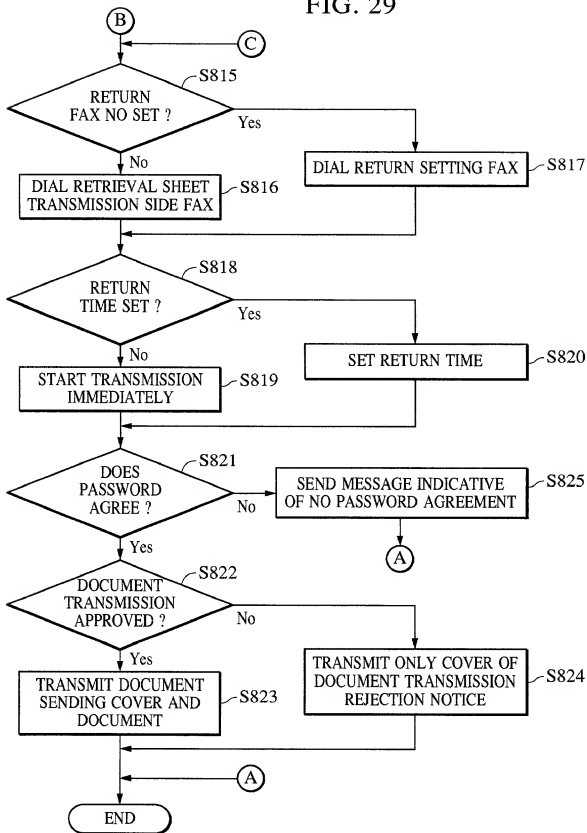 FIG. 29
B
C
S815
RETURN
FAX NO SET ?
Yes
No
DIAL RETRIEVAL SHEET
TRANSMISSION SIDE FAX
S816
DIAL RETURN SETTING FAX
S817
S818
RETURN
TIME SET ?
Yes
No
START TRANSMISSION
IMMEDIATELY
S819
SET RETURN TIME
S820
S821
DOES
PASSWORD
AGREE ?
No
Yes
SEND MESSAGE INDICATIVE
OF NO PASSWORD AGREEMENT
S825
A
S822
DOCUMENT
TRANSMISSION
APPROVED ?
No
Yes
TRANSMIT DOCUMENT
SENDING COVER AND
DOCUMENT
S823
TRANSMIT ONLY COVER OF
DOCUMENT TRANSMISSION
REJECTION NOTICE
S824
A
END